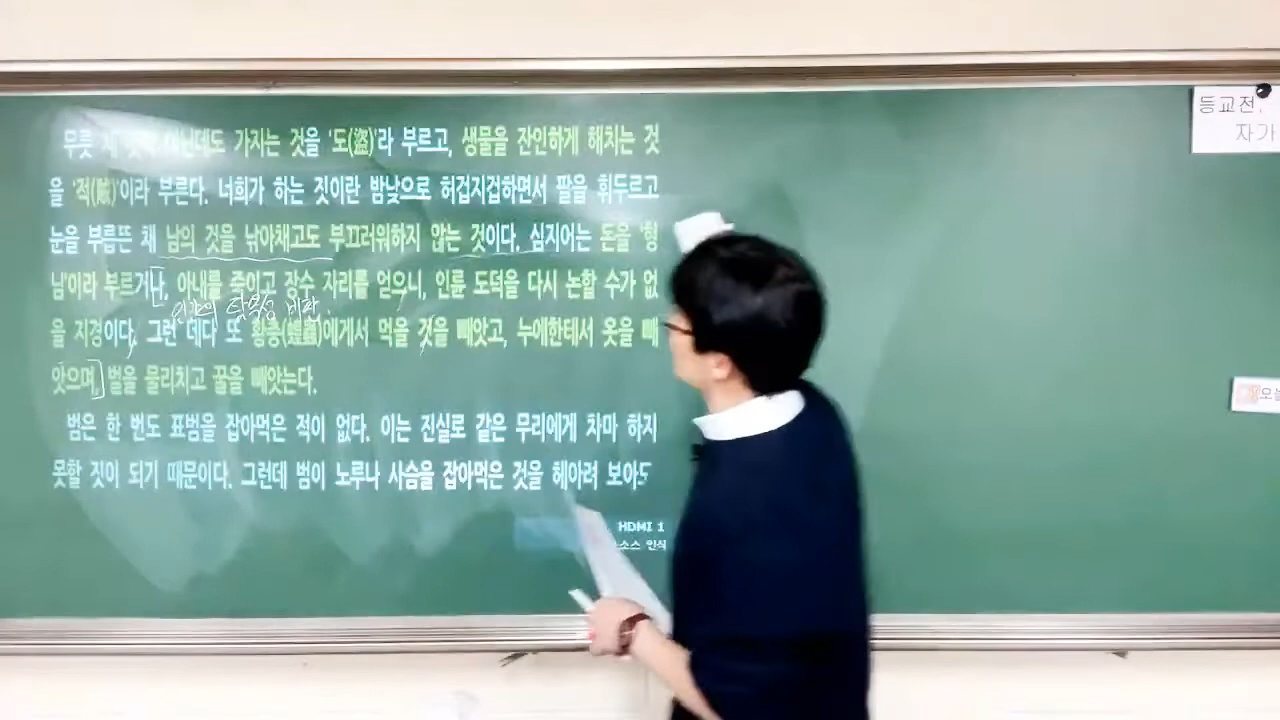 무릇 제 것이 아닌데도 가지는 것을 '도(盜)'라 부르고, 생물을 잔인하게 해치는 것
을 '적(賊)'이라 부른다. 너희가 하는 짓이란 밤낮으로 허겁지겁하면서 팔을 휘두르고
눈을 부릅뜬 채 남의 것을 낚아채고도 부끄러워하지 않는 것이다. 심지어는 돈을 '형
님'이라 부르거나, 아내를 죽이고 장수 자리를 얻으니, 인륜 도덕을 다시 논할 수가 없
인간의 탐욕성 비판.
을 지경이다. 그런 데다 또 황충(蝗蟲)에게서 먹을 것을 빼앗고, 누에한테서 옷을 빼
앗으며, 벌을 물리치고 꿀을 빼앗는다.
범은 한 번도 표범을 잡아먹은 적이 없다. 이는 진실로 같은 무리에게 차마 하지
못할 짓이 되기 때문이다. 그런데 범이 노루나 사슴을 잡아먹은 것을 헤아려 보아도
HDMI 1
소스 인식
등교전,
자가
오늘